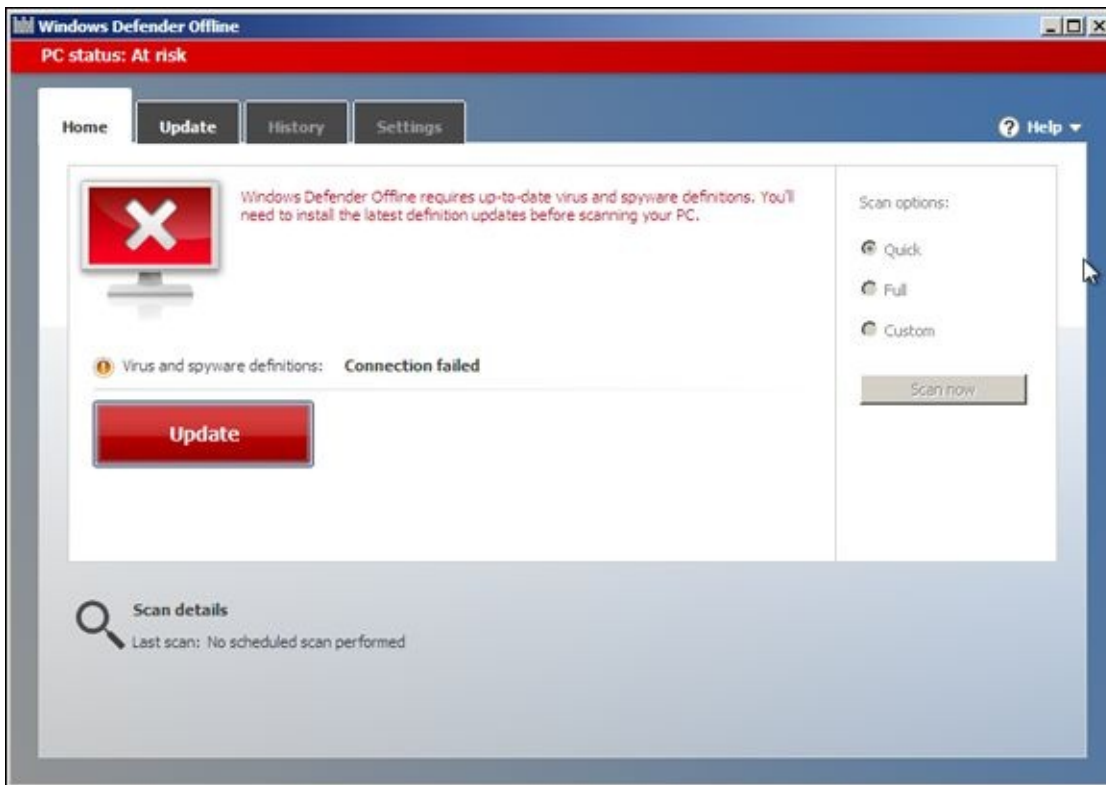 Windows Defender Offline
PC status: At risk
Home Update History Settings Help
Windows Defender Offline requires up-to-date virus and spyware definitions. You'll
need to install the latest definition updates before scanning your PC.
Scan options:
Quick
Full
Custom
Scan now
Virus and spyware definitions: Connection failed
Update
Scan details
Last scan: No scheduled scan performed